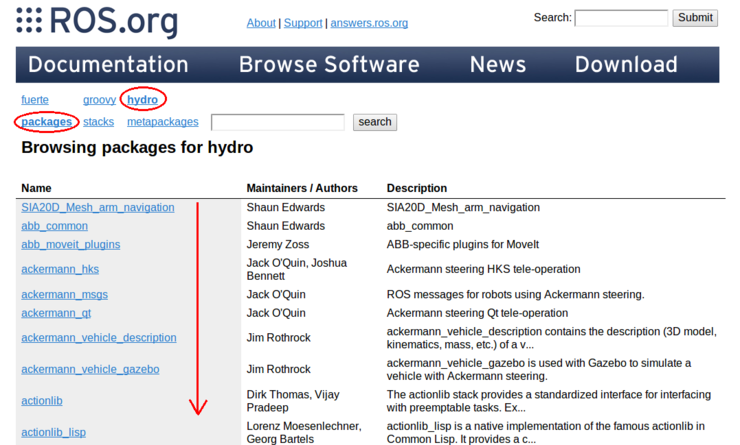 ROS.org
About | Support | answers.ros.org
Search: Submit
Documentation Browse Software News Download
fuerte groovy hydro
packages stacks metapackages search
Browsing packages for hydro
Name Maintainers / Authors Description
SIA20D_Mesh_arm_navigation Shaun Edwards SIA20D_Mesh_arm_navigation
abb_common Shaun Edwards abb_common
abb_moveit_plugins Jeremy Zoss ABB-specific plugins for MoveIt
ackermann_hks Jack O'Quin, Joshua Bennett Ackermann steering HKS tele-operation
ackermann_msgs Jack O'Quin ROS messages for robots using Ackermann steering.
ackermann_qt Jack O'Quin Ackermann steering Qt tele-operation
ackermann_vehicle_description Jim Rothrock ackermann_vehicle_description contains the description (3D model, kinematics, mass, etc.) of a v...
ackermann_vehicle_gazebo Jim Rothrock ackermann_vehicle_gazebo is used with Gazebo to simulate a vehicle with Ackermann steering.
actionlib Dirk Thomas, Vijay Pradeep The actionlib stack provides a standardized interface for interfacing with preemptable tasks. Ex...
actionlib_lisp Lorenz Moesenlechner, Georg Bartels actionlib_lisp is a native implementation of the famous actionlib in Common Lisp. It provides a c...